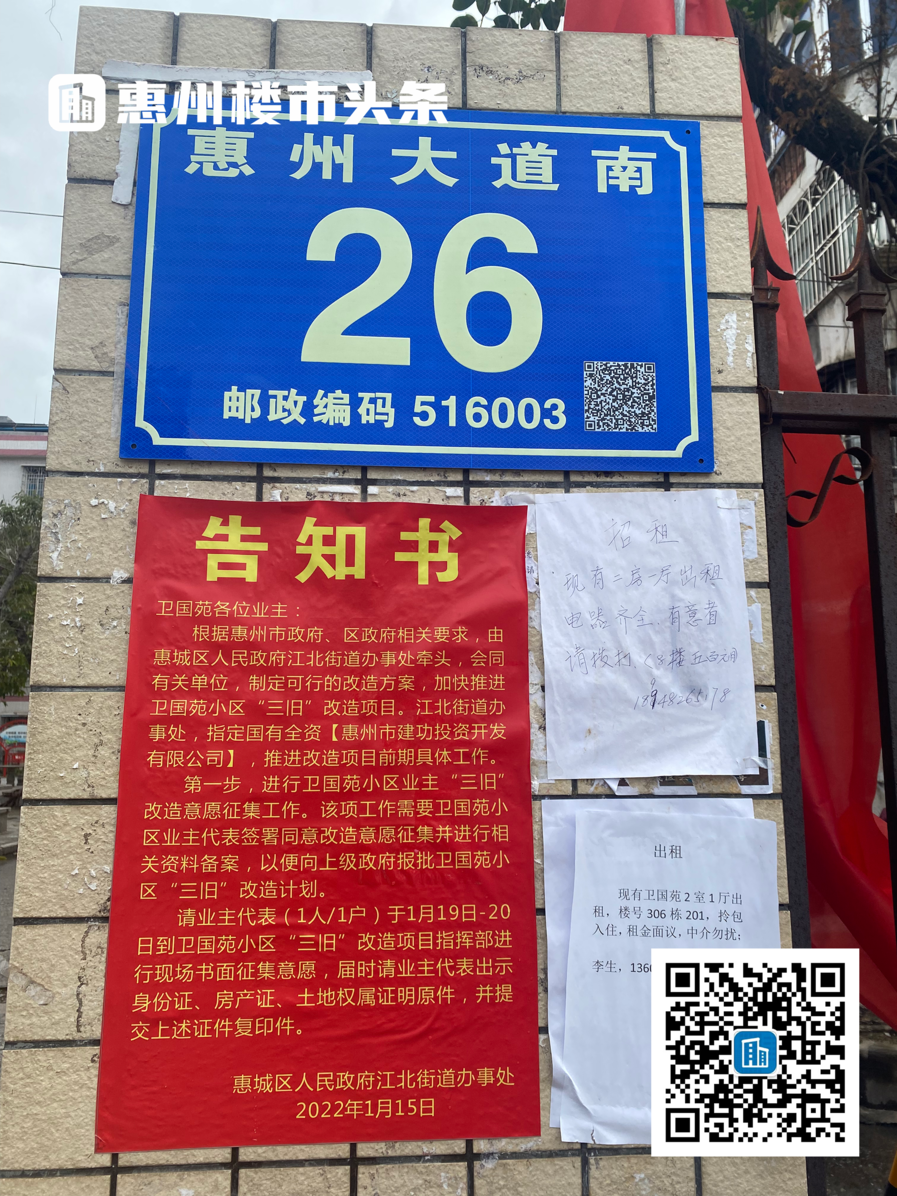 惠州楼市头条
惠州大道南
26
邮政编码 516003
告知书
卫国苑各位业主：
根据惠州市政府、区政府相关要求，由
惠城区人民政府江北街道办事处牵头，会同
有关单位，制定可行的改造方案，加快推进
卫国苑小区“三旧”改造项目。江北街道办
事处，指定国有全资【惠州市建功投资开发
有限公司】，推进改造项目前期具体工作。
第一步，进行卫国苑小区业主“三旧”
改造意愿征集工作。该项工作需要卫国苑小
区业主代表签署同意改造意愿征集并进行相
关资料备案，以便向上级政府报批卫国苑小
区“三旧”改造计划。
请业主代表（1人/1户）于1月19日-20
日到卫国苑小区“三旧”改造项目指挥部进
行现场书面征集意愿，届时请业主代表出示
身份证、房产证、土地权属证明原件，并提
交上述证件复印件。
惠城区人民政府江北街道办事处
2022年1月15日
招租
现有二房一厅出租
电器齐全、有意者
请拨打
出租
现有卫国苑2室1厅出
租，楼号306栋201，拎包
入住，租金面议，中介勿扰；
李生，1360